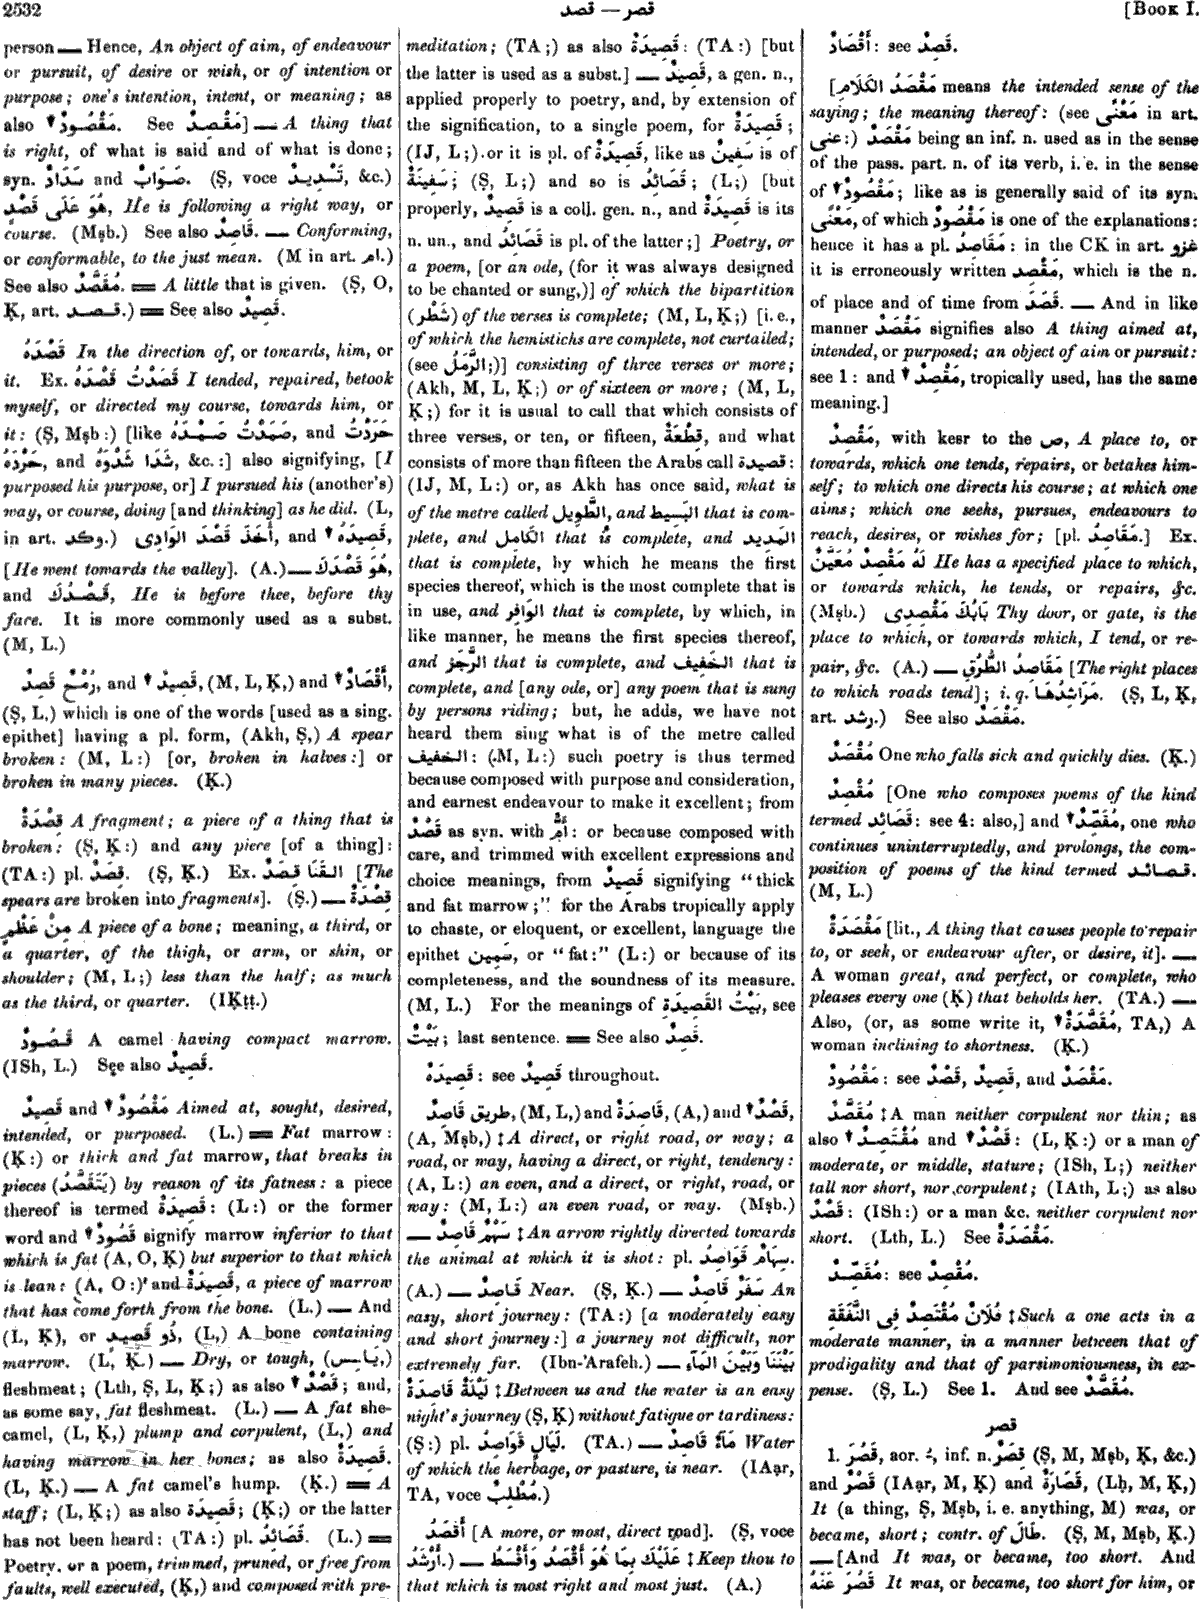 2532
قصد — قصر
[Book I.
person — Hence, An object of aim, of endeavour
or pursuit, of desire or wish, or of intention or
purpose; one's intention, intent, or meaning; as
also ↓ مَقْصُودٌ. See مَقْصِدٌ] — A thing that
is right, of what is said and of what is done;
syn. سَدَادٌ and صَوَابٌ. (Ṣ, voce تَسْدِيدٌ, &c.)
هُوَ عَلَى قَصْدٍ, He is following a right way, or
course. (Mṣb.) See also قَاصِدٌ. — Conforming,
or conformable, to the just mean. (M in art. ام.)
See also مُقَصَّدٌ. = A little that is given. (Ṣ, O,
Ḳ, art. قصد.) = See also قَصِيدٌ.
قَصْدَهُ In the direction of, or towards, him, or
it. Ex. قَصَدْتُ قَصْدَهُ I tended, repaired, betook
myself, or directed my course, towards him, or
it: (Ṣ, Mṣb:) [like صَمَدْتُ صَمْدَهُ, and حَرَدْتُ
حَرْدَهُ, and شَدَا شَدْوَهُ, &c.:] also signifying, [I
purposed his purpose, or] I pursued his (another's)
way, or course, doing [and thinking] as he did. (L,
in art. وكد.) أَخَذَ قَصْدَ الوَادِى, and ↓ قَصِيدَهُ,
[He went towards the valley]. (A.) — هُوَ قَصْدَكَ,
and قَصْدُكَ, He is before thee, before thy
face. It is more commonly used as a subst.
(M, L.)
رُمْحٌ قَصِدٌ, and ↓ قَصِيدٌ, (M, L, Ḳ,) and ↓ أَقْصَادٌ,
(Ṣ, L,) which is one of the words [used as a sing.
epithet] having a pl. form, (Akh, Ṣ,) A spear
broken: (M, L:) [or, broken in halves:] or
broken in many pieces. (Ḳ.)
قِصْدَةٌ A fragment; a piece of a thing that is
broken: (Ṣ, Ḳ:) and any piece [of a thing]:
(TA:) pl. قِصَدٌ. (Ṣ, Ḳ.) Ex. القَنَا قِصَدٌ [The
spears are broken into fragments]. (Ṣ.) — قِصْدَةٌ
مِنْ عَظْمٍ A piece of a bone; meaning, a third, or
a quarter, of the thigh, or arm, or shin, or
shoulder; (M, L;) less than the half; as much
as the third, or quarter. (IḲṭṭ.)
قَصُودٌ A camel having compact marrow.
(ISh, L.) See also قَصِيدٌ.
قَصِيدٌ and ↓ مَقْصُودٌ Aimed at, sought, desired,
intended, or purposed. (L.) = Fat marrow:
(Ḳ:) or thick and fat marrow, that breaks in
pieces (يَتَقَصَّدُ) by reason of its fatness: a piece
thereof is termed قَصِيدَةٌ: (L:) or the former
word and ↓ قَصُودٌ signify marrow inferior to that
which is fat (A, O, Ḳ) but superior to that which
is lean: (A, O:) and قَصِيدَةٌ, a piece of marrow
that has come forth from the bone. (L.) — And
(L, Ḳ), or ذُو قَصِيدٍ, (L,) A bone containing
marrow. (L, Ḳ.) — Dry, or tough, (يَابِس,)
fleshmeat; (Lth, Ṣ, L, Ḳ;) as also ↓ قَصْدٌ; and,
as some say, fat fleshmeat. (L.) — A fat she-
camel, (L, Ḳ,) plump and corpulent, (L,) and
having marrow in her bones; as also قَصِيدَةٌ.
(L, Ḳ.) — A fat camel's hump. (Ḳ.) = A
staff; (L, Ḳ;) as also قَصِيدَةٌ; (Ḳ;) or the latter
has not been heard: (TA:) pl. قَصَائِدُ. (L.) =
Poetry, or a poem, trimmed, pruned, or free from
faults, well executed, (Ḳ,) and composed with pre-
meditation; (TA;) as also قَصِيدَةٌ: (TA:) [but
the latter is used as a subst.] — قَصِيدٌ, a gen. n.,
applied properly to poetry, and, by extension of
the signification, to a single poem, for قَصِيدَةٌ;
(IJ, L;) or it is pl. of قَصِيدَةٌ, like as سَفِينٌ is of
سَفِينَةٌ; (Ṣ, L;) and so is قَصَائِدُ; (L;) [but
properly, قَصِيدٌ is a coll. gen. n., and قَصِيدَةٌ is its
n. un., and قَصَائِدُ is pl. of the latter;] Poetry, or
a poem, [or an ode, (for it was always designed
to be chanted or sung,)] of which the bipartition
(شَطْر) of the verses is complete; (M, L, Ḳ;) [i. e.,
of which the hemistichs are complete, not curtailed;
(see الرَّمَلُ;)] consisting of three verses or more;
(Akh, M, L, Ḳ;) or of sixteen or more; (M, L,
Ḳ;) for it is usual to call that which consists of
three verses, or ten, or fifteen, قِطْعَةٌ, and what
consists of more than fifteen the Arabs call قصيدة:
(IJ, M, L:) or, as Akh has once said, what is
of the metre called الطَّوِيل, and البَسِيط that is com-
plete, and الكَامِل that is complete, and المَدِيد
that is complete, by which he means the first
species thereof, which is the most complete that is
in use, and الوَافِر that is complete, by which, in
like manner, he means the first species thereof,
and الرَّجَز that is complete, and الخَفِيف that is
complete, and [any ode, or] any poem that is sung
by persons riding; but, he adds, we have not
heard them sing what is of the metre called
الخفيف: (M, L:) such poetry is thus termed
because composed with purpose and consideration,
and earnest endeavour to make it excellent; from
قَصْدٌ as syn. with أَمٌّ: or because composed with
care, and trimmed with excellent expressions and
choice meanings, from قَصِيدٌ signifying "thick
and fat marrow;" for the Arabs tropically apply
to chaste, or eloquent, or excellent, language the
epithet سَمِين, or "fat:" (L:) or because of its
completeness, and the soundness of its measure.
(M, L.) For the meanings of بَيْتُ القَصِيدَةِ, see
بَيْتٌ; last sentence. = See also قَصِدٌ.
قَصِيدَةٌ: see قَصِيدٌ throughout.
طريق قَاصِدٌ, (M, L,) and قَاصِدَةٌ, (A,) and ↓ قَصْدٌ,
(A, Mṣb,) ‡ A direct, or right road, or way; a
road, or way, having a direct, or right, tendency:
(A, L:) an even, and a direct, or right, road, or
way: (M, L:) an even road, or way. (Mṣb.)
— سَهْمٌ قَاصِدٌ ‡ An arrow rightly directed towards
the animal at which it is shot: pl. سِهَامٌ قَوَاصِدُ.
(A.) — قَاصِدٌ Near. (Ṣ, Ḳ.) — سَفَرٌ قَاصِدٌ An
easy, short journey: (TA:) [a moderately easy
and short journey:] a journey not difficult, nor
extremely far. (Ibn-'Arafeh.) — بَيْنَنَا وَبَيْنَ المَآءِ
لَيْلَةٌ قَاصِدَةٌ ‡ Between us and the water is an easy
night's journey (Ṣ, Ḳ) without fatigue or tardiness:
(Ṣ:) pl. لَيَالٍ قَوَاصِدُ. (TA.) — مَآءٌ قَاصِدٌ Water
of which the herbage, or pasture, is near. (IAạr,
TA, voce مُطْلِبٌ.)
أَقْصَدُ [A more, or most, direct road]. (Ṣ, voce
أَرْشَدُ.) — عَلَيْكَ بِمَا هُوَ أَقْصَدُ وَأَقْسَطُ ‡ Keep thou to
that which is most right and most just. (A.)
أَقْصَادٌ: see قَصِدٌ.
[مَقْصَدُ الكَلَامِ means the intended sense of the
saying; the meaning thereof: (see مَعْنًى in art.
عنى:) مَقْصَدٌ being an inf. n. used as in the sense
of the pass. part. n. of its verb, i. e. in the sense
of ↓ مَقْصُودٌ; like as is generally said of its syn.
مَعْنًى, of which مَقْصُودٌ is one of the explanations:
hence it has a pl. مَقَاصِدُ: in the CK in art. غزو
it is erroneously written مَقْصِد, which is the n.
of place and of time from قَصَدَ. — And in like
manner مَقْصَدٌ signifies also A thing aimed at,
intended, or purposed; an object of aim or pursuit:
see 1: and ↓ مَقْصِدٌ, tropically used, has the same
meaning.]
مَقْصِدٌ, with kesr to the ص, A place to, or
towards, which one tends, repairs, or betakes him-
self; to which one directs his course; at which one
aims; which one seeks, pursues, endeavours to
reach, desires, or wishes for; [pl. مَقَاصِدُ.] Ex.
لَهُ مَقْصِدٌ مُعَيَّنٌ He has a specified place to which,
or towards which, he tends, or repairs, &c.
(Mṣb.) بَابُكَ مَقْصِدِى Thy door, or gate, is the
place to which, or towards which, I tend, or re-
pair, &c. (A.) — مَقَاصِدُ الطُّرُقِ [The right places
to which roads tend]; i. q. مَرَاشِدُهَا. (Ṣ, L, Ḳ,
art. رشد.) See also مَقْصَدٌ.
مُقْصَدٌ One who falls sick and quickly dies. (Ḳ.)
مُقْصِدٌ [One who composes poems of the kind
termed قَصَائِد: see 4: also,] and ↓ مُقَصِّدٌ, one who
continues uninterruptedly, and prolongs, the com-
position of poems of the kind termed قصائد.
(M, L.)
مَقْصَدَةٌ [lit., A thing that causes people to repair
to, or seek, or endeavour after, or desire, it]. —
A woman great, and perfect, or complete, who
pleases every one (Ḳ) that beholds her. (TA.) —
Also, (or, as some write it, ↓ مُقَصَّدَةٌ, TA,) A
woman inclining to shortness. (Ḳ.)
مَقْصُودٌ: see قَصْدٌ, قَصِيدٌ, and مَقْصَدٌ.
مُقَصَّدٌ ‡ A man neither corpulent nor thin; as
also ↓ مُقْتَصِدٌ and ↓ قَصْدٌ: (L, Ḳ:) or a man of
moderate, or middle, stature; (ISh, L;) neither
tall nor short, nor corpulent; (IAth, L;) as also
قَصْدٌ: (ISh:) or a man &c. neither corpulent nor
short. (Lth, L.) See مَقْصَدَةٌ.
مُقَصِّدٌ: see مُقْصِدٌ.
فُلَانٌ مُقْتَصِدٌ فِى النَّفَقَةِ ‡ Such a one acts in a
moderate manner, in a manner between that of
prodigality and that of parsimoniousness, in ex-
pense. (Ṣ, L.) See 1. And see مُقَصَّدٌ.
قصر
1. قَصُرَ, aor. ـُ, inf. n. قِصَرٌ (Ṣ, M, Mṣb, Ḳ, &c.)
and قَصْرٌ (IAạr, M, Ḳ) and قَصَارَةٌ, (Lḥ, M, Ḳ,)
It (a thing, Ṣ, Mṣb, i. e. anything, M) was, or
became, short; contr. of طَالَ. (Ṣ, M, Mṣb, Ḳ.)
— [And It was, or became, too short. And
قَصُرَ عَنْهُ It was, or became, too short for him, or